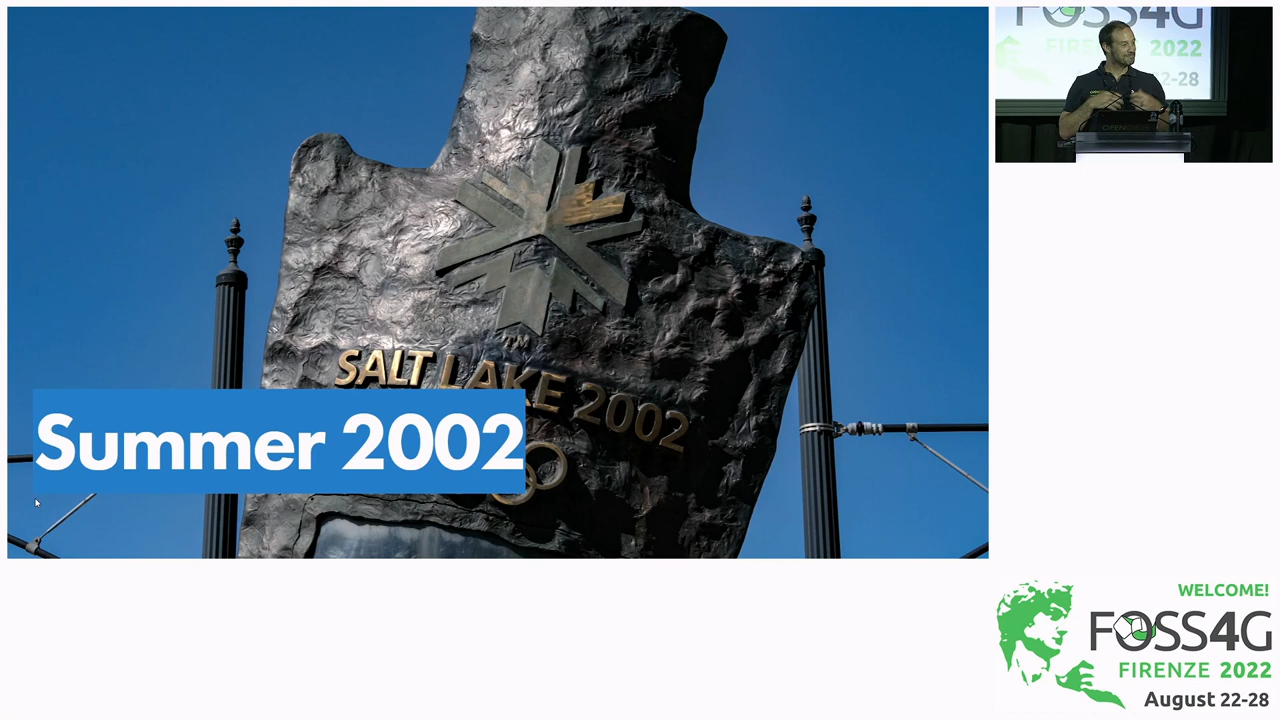 SALT LAKE 2002
TM
Summer 2002
FOSS4G
FIRENZE 2022
22-28
WELCOME!
FOSS4G
FIRENZE 2022
August 22-28